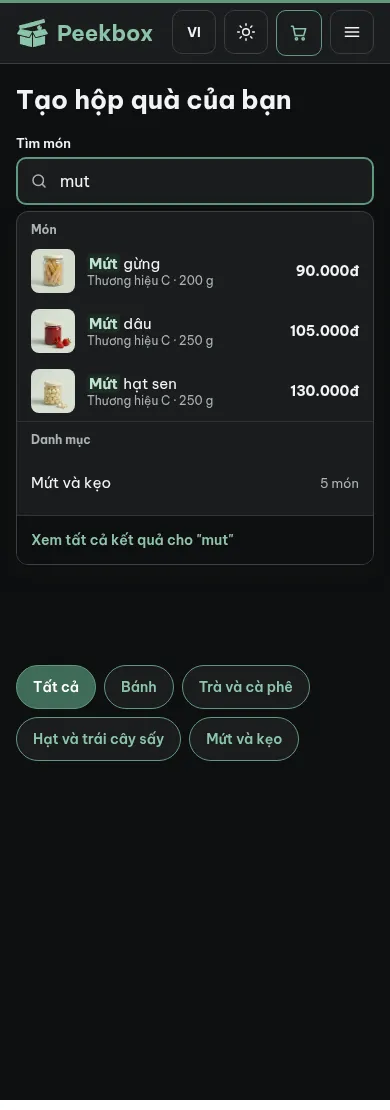 Peekbox
VI
Tạo hộp quà của bạn
Tìm món
mut
Món
Mứt gừng
90.000đ
Thương hiệu C · 200 g
Mứt dâu
105.000đ
Thương hiệu C · 250 g
Mứt hạt sen
130.000đ
Thương hiệu C · 250 g
Danh mục
Mứt và kẹo
5 món
Xem tất cả kết quả cho "mut"
Tất cả
Bánh
Trà và cà phê
Hạt và trái cây sấy
Mứt và kẹo